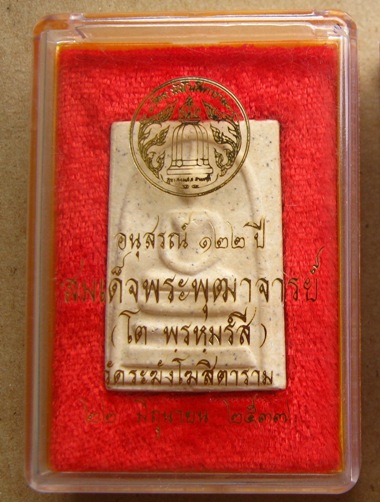 อนุสรณ์ ๑๒๒ ปี
สมเด็จพระพุฒาจารย์
(โต พรหฺมรํสี)
วัดระฆังโฆสิตาราม
๒๒ มิถุนายน ๒๕๓๗